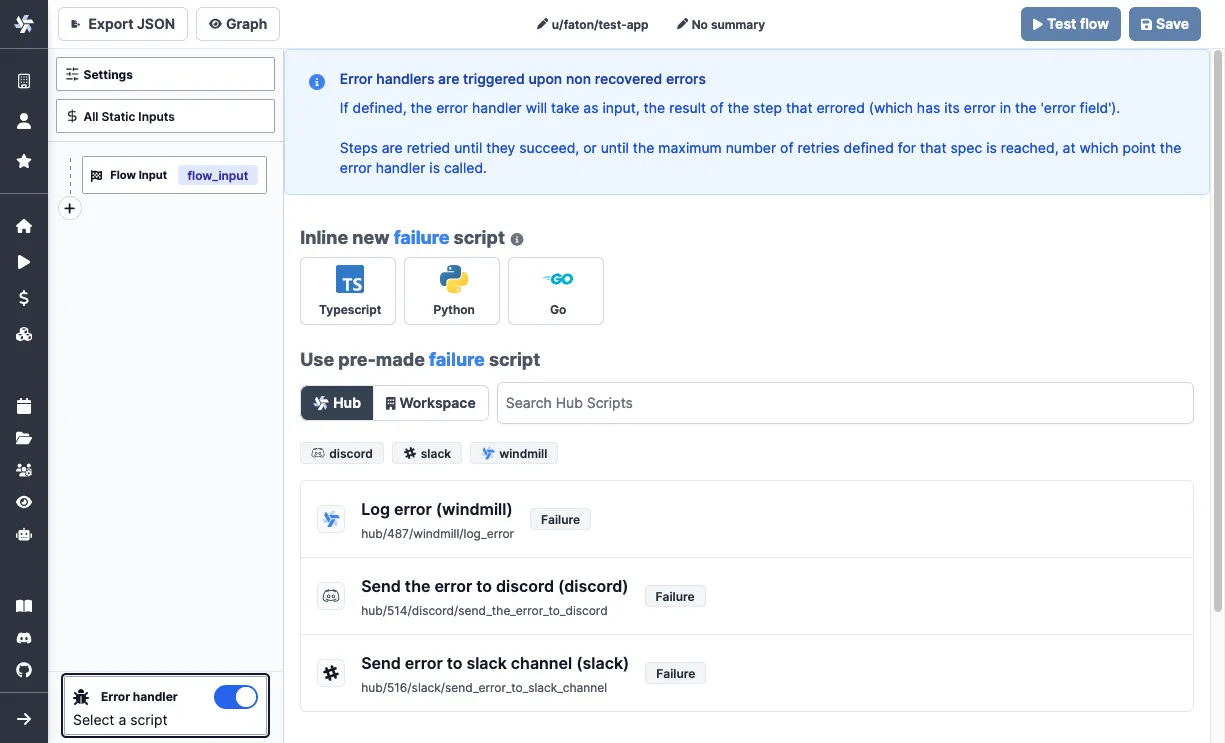 Export JSON
Graph
u/faton/test-app
No summary
Test flow
Save
Settings
All Static Inputs
Flow Input
flow_input
Error handlers are triggered upon non recovered errors
If defined, the error handler will take as input, the result of the step that errored (which has its error in the 'error field').
Steps are retried until they succeed, or until the maximum number of retries defined for that spec is reached, at which point the
error handler is called.
Inline new failure script
TS
Typescript
Python
GO
Go
Use pre-made failure script
Hub
Workspace
Search Hub Scripts
discord
slack
windmill
Log error (windmill)
hub/487/windmill/log_error
Failure
Send the error to discord (discord)
hub/514/discord/send_the_error_to_discord
Failure
Send error to slack channel (slack)
hub/516/slack/send_error_to_slack_channel
Failure
Error handler
Select a script